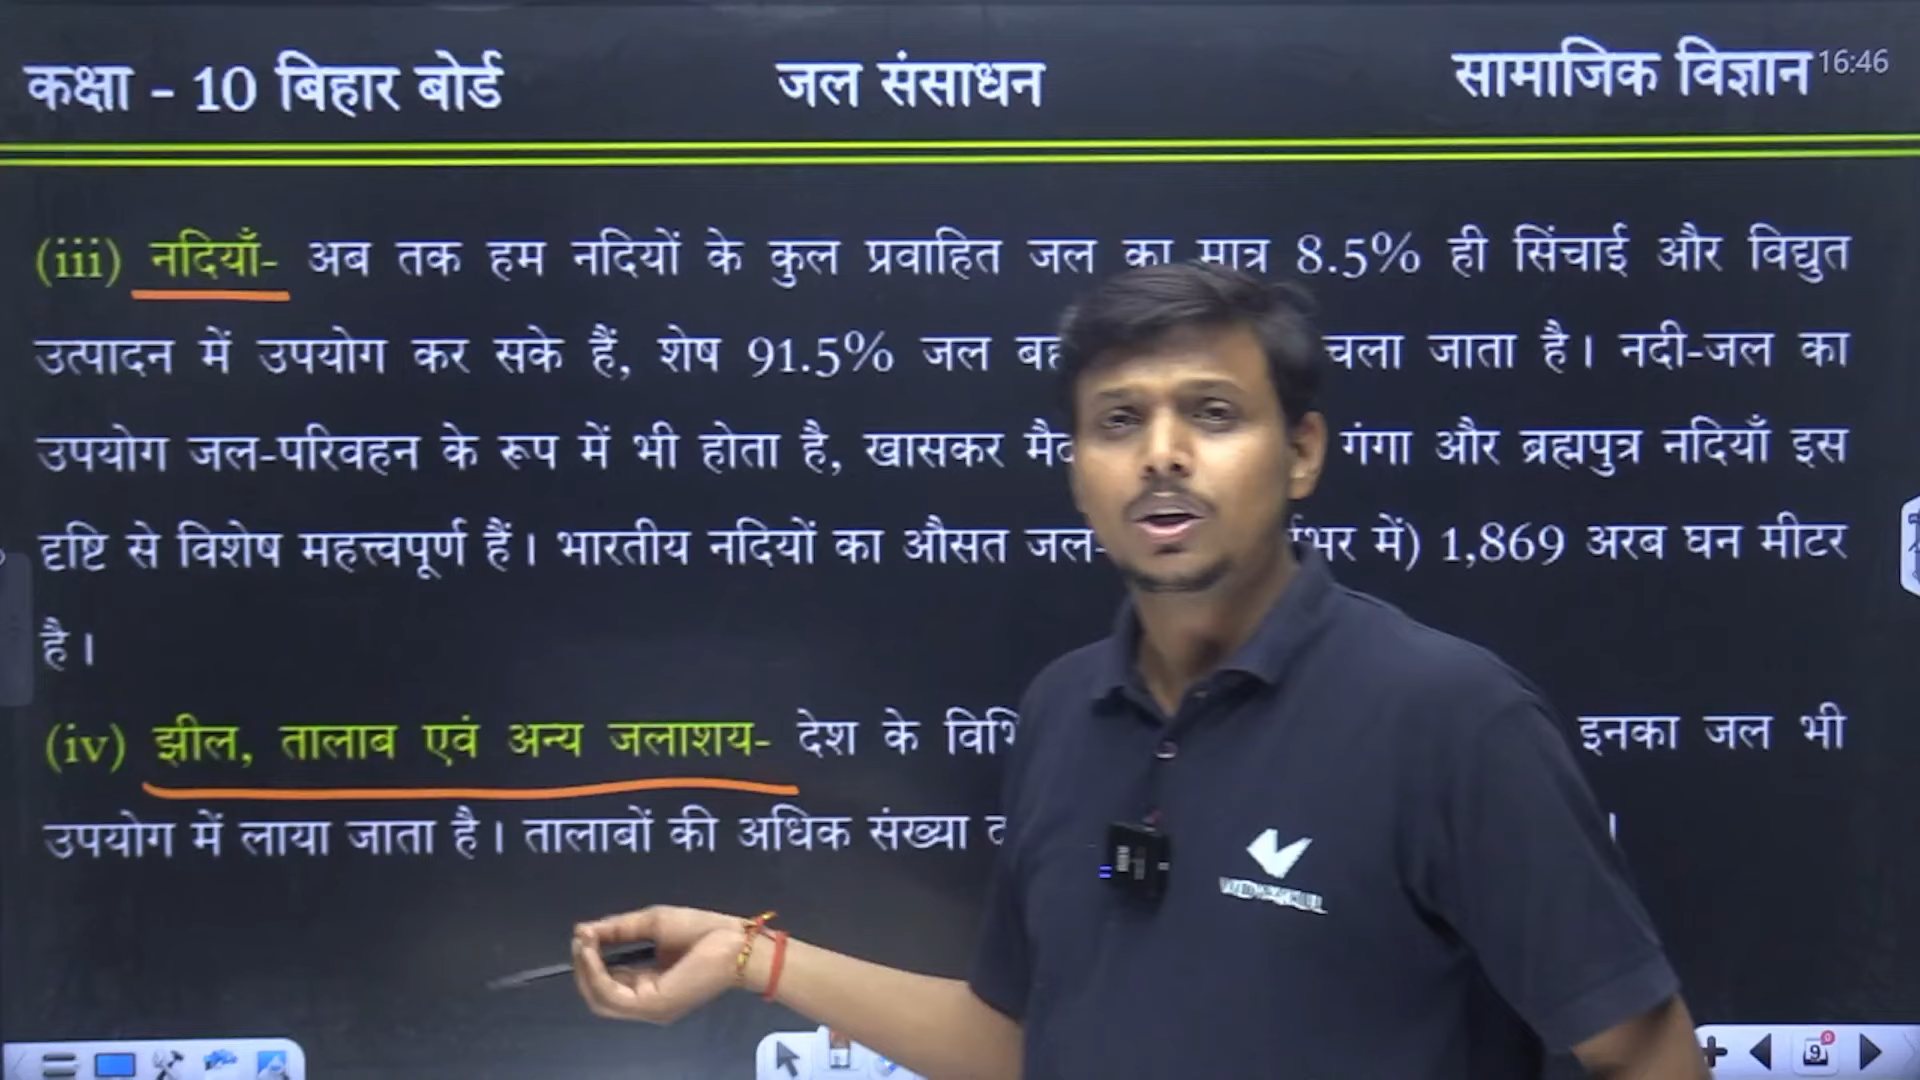 कक्षा - 10 बिहार बोर्ड जल संसाधन सामाजिक विज्ञान 16:46
(iii) नदियाँ- अब तक हम नदियों के कुल प्रवाहित जल का मात्र 8.5% ही सिंचाई और विद्युत
उत्पादन में उपयोग कर सके हैं, शेष 91.5% जल चला जाता है। नदी-जल का
उपयोग जल-परिवहन के रूप में भी होता है, खासकर गंगा और ब्रह्मपुत्र नदियाँ इस
दृष्टि से विशेष महत्त्वपूर्ण हैं। भारतीय नदियों का औसत जल- में) 1,869 अरब घन मीटर
है।
(iv) झील, तालाब एवं अन्य जलाशय- देश के इनका जल भी
उपयोग में लाया जाता है। तालाबों की अधिक संख्या
9